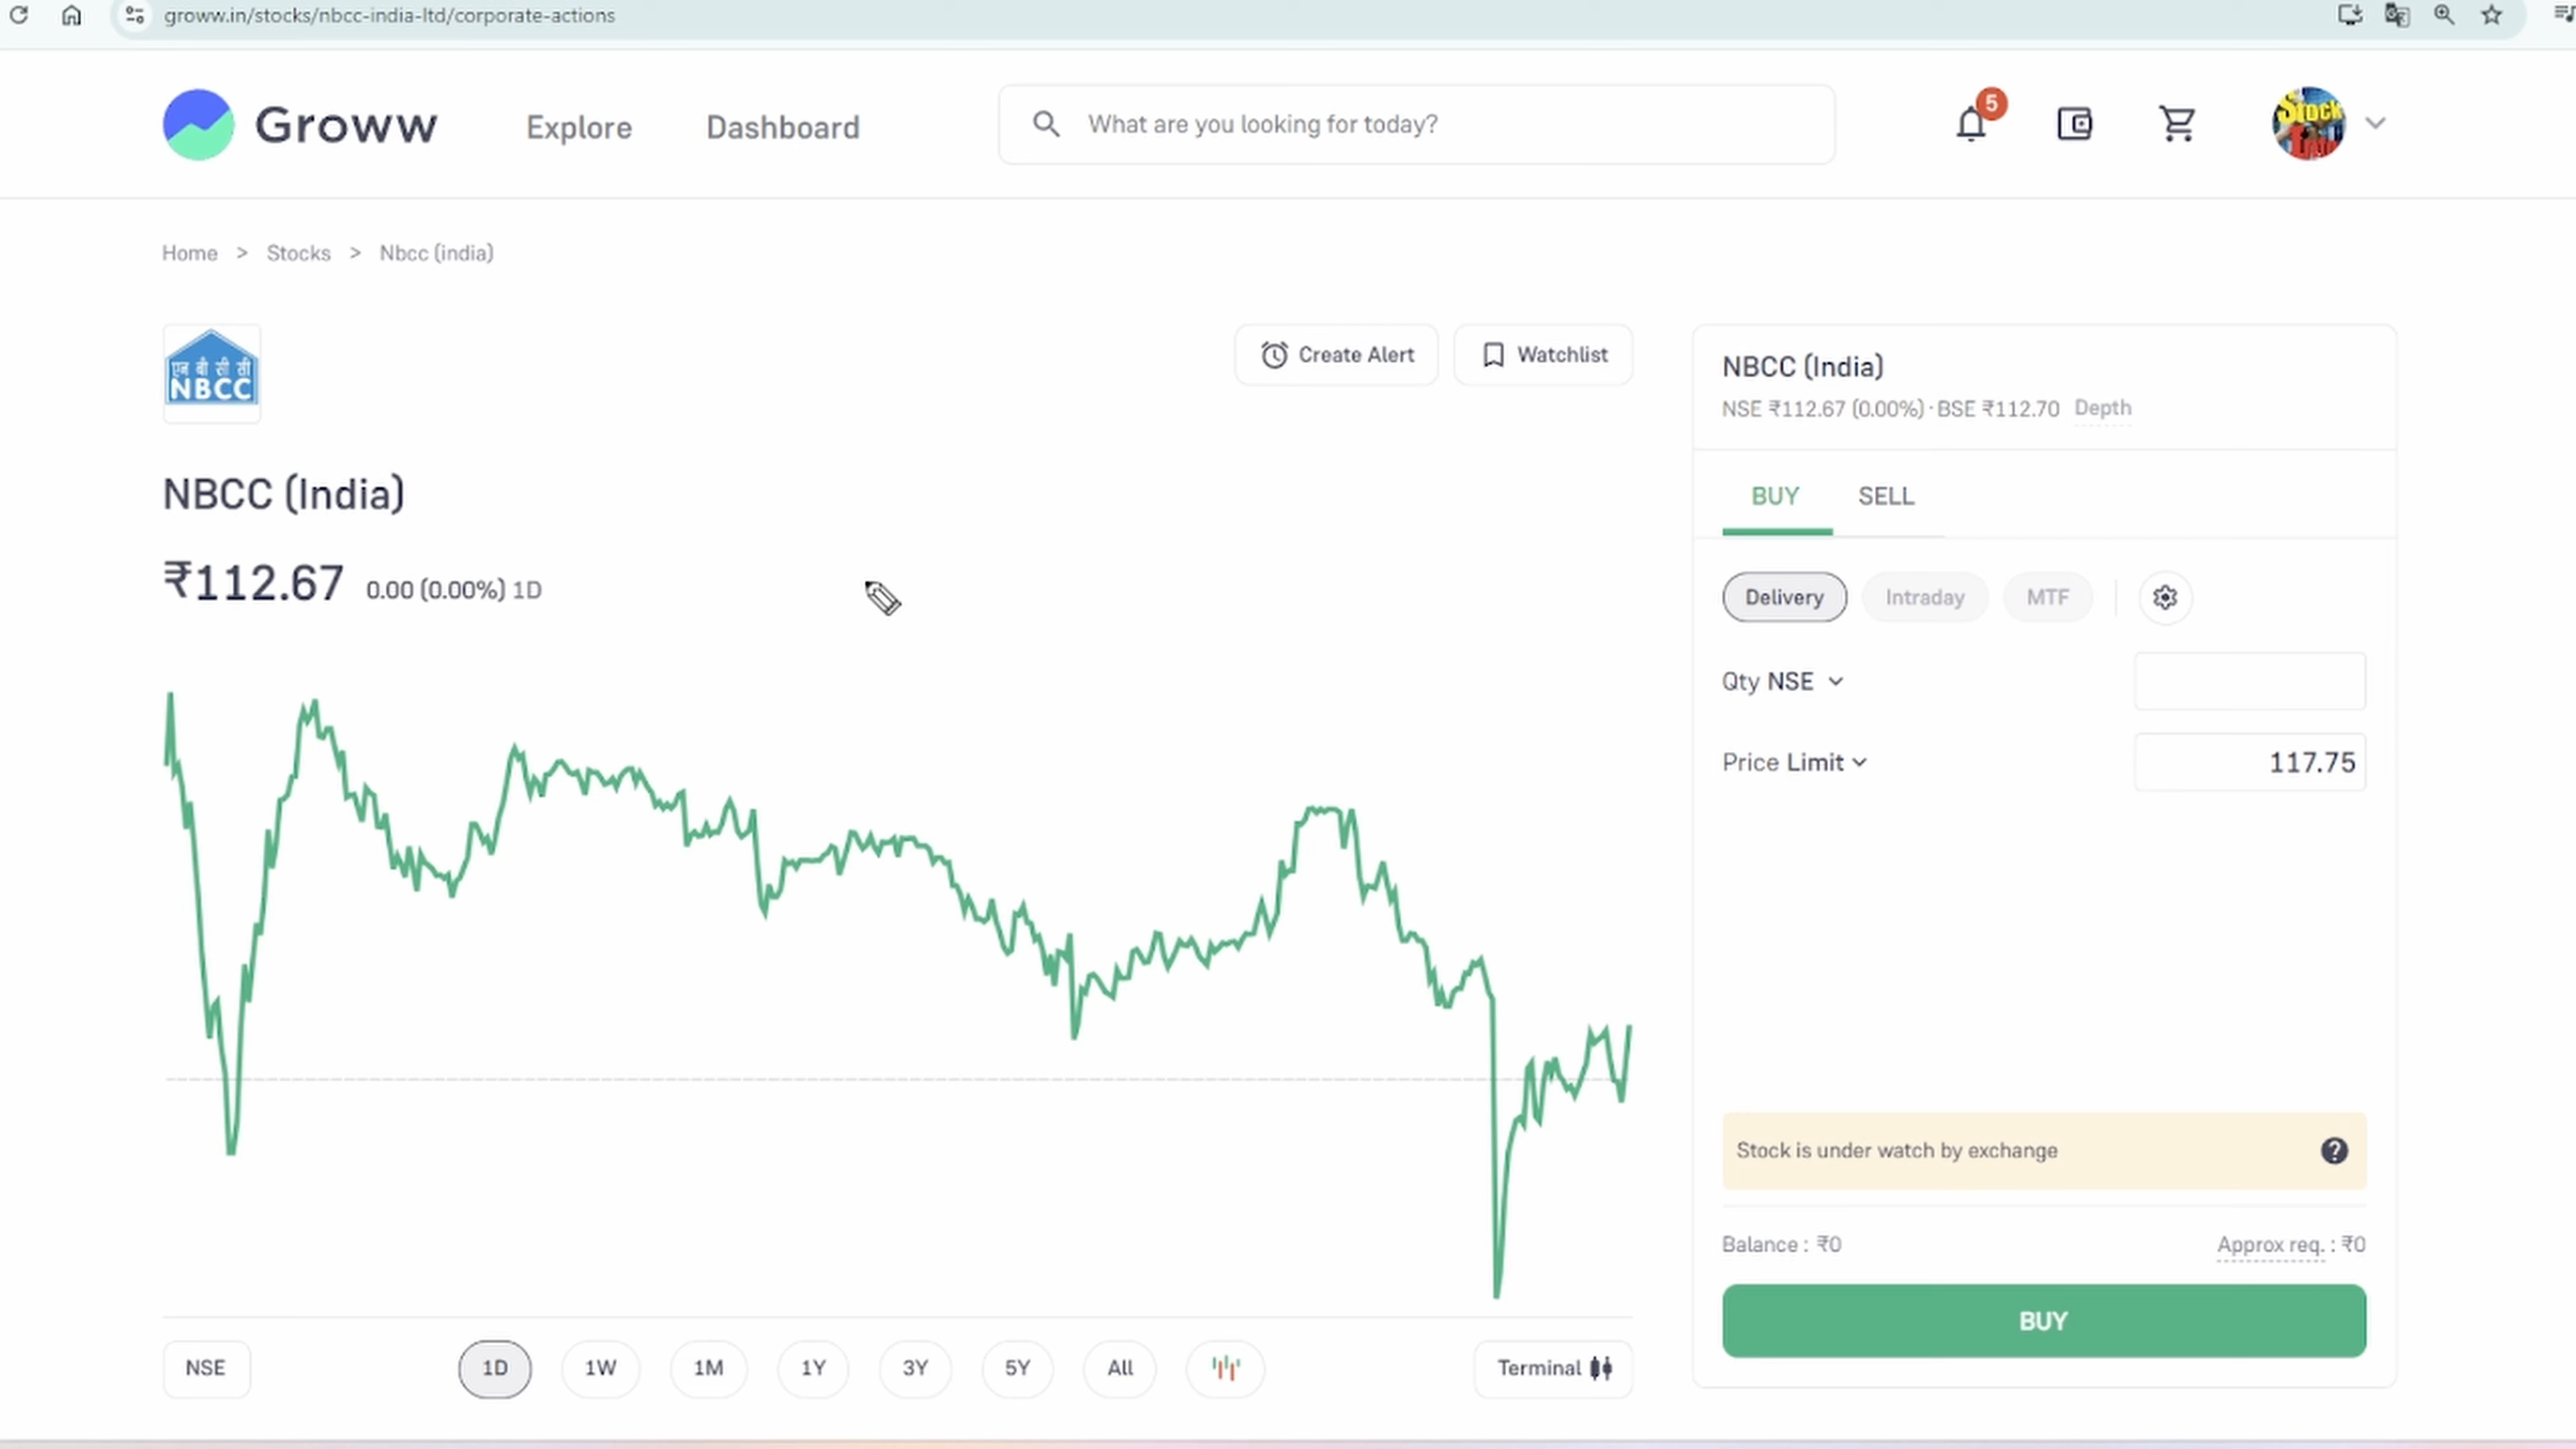 groww.in/stocks/nbcc-india-ltd/corporate-actions
Groww
Explore
Dashboard
What are you looking for today?
5
Stock
Home > Stocks > Nbcc (india)
एन बी सी सी
NBCC
Create Alert
Watchlist
NBCC (India)
₹112.67 0.00 (0.00%) 1D
NSE
1D
1W
1M
1Y
3Y
5Y
All
Terminal
NBCC (India)
NSE ₹112.67 (0.00%) · BSE ₹112.70 Depth
BUY
SELL
Delivery
Intraday
MTF
Qty NSE
Price Limit
117.75
Stock is under watch by exchange
?
Balance : ₹0
Approx req. : ₹0
BUY